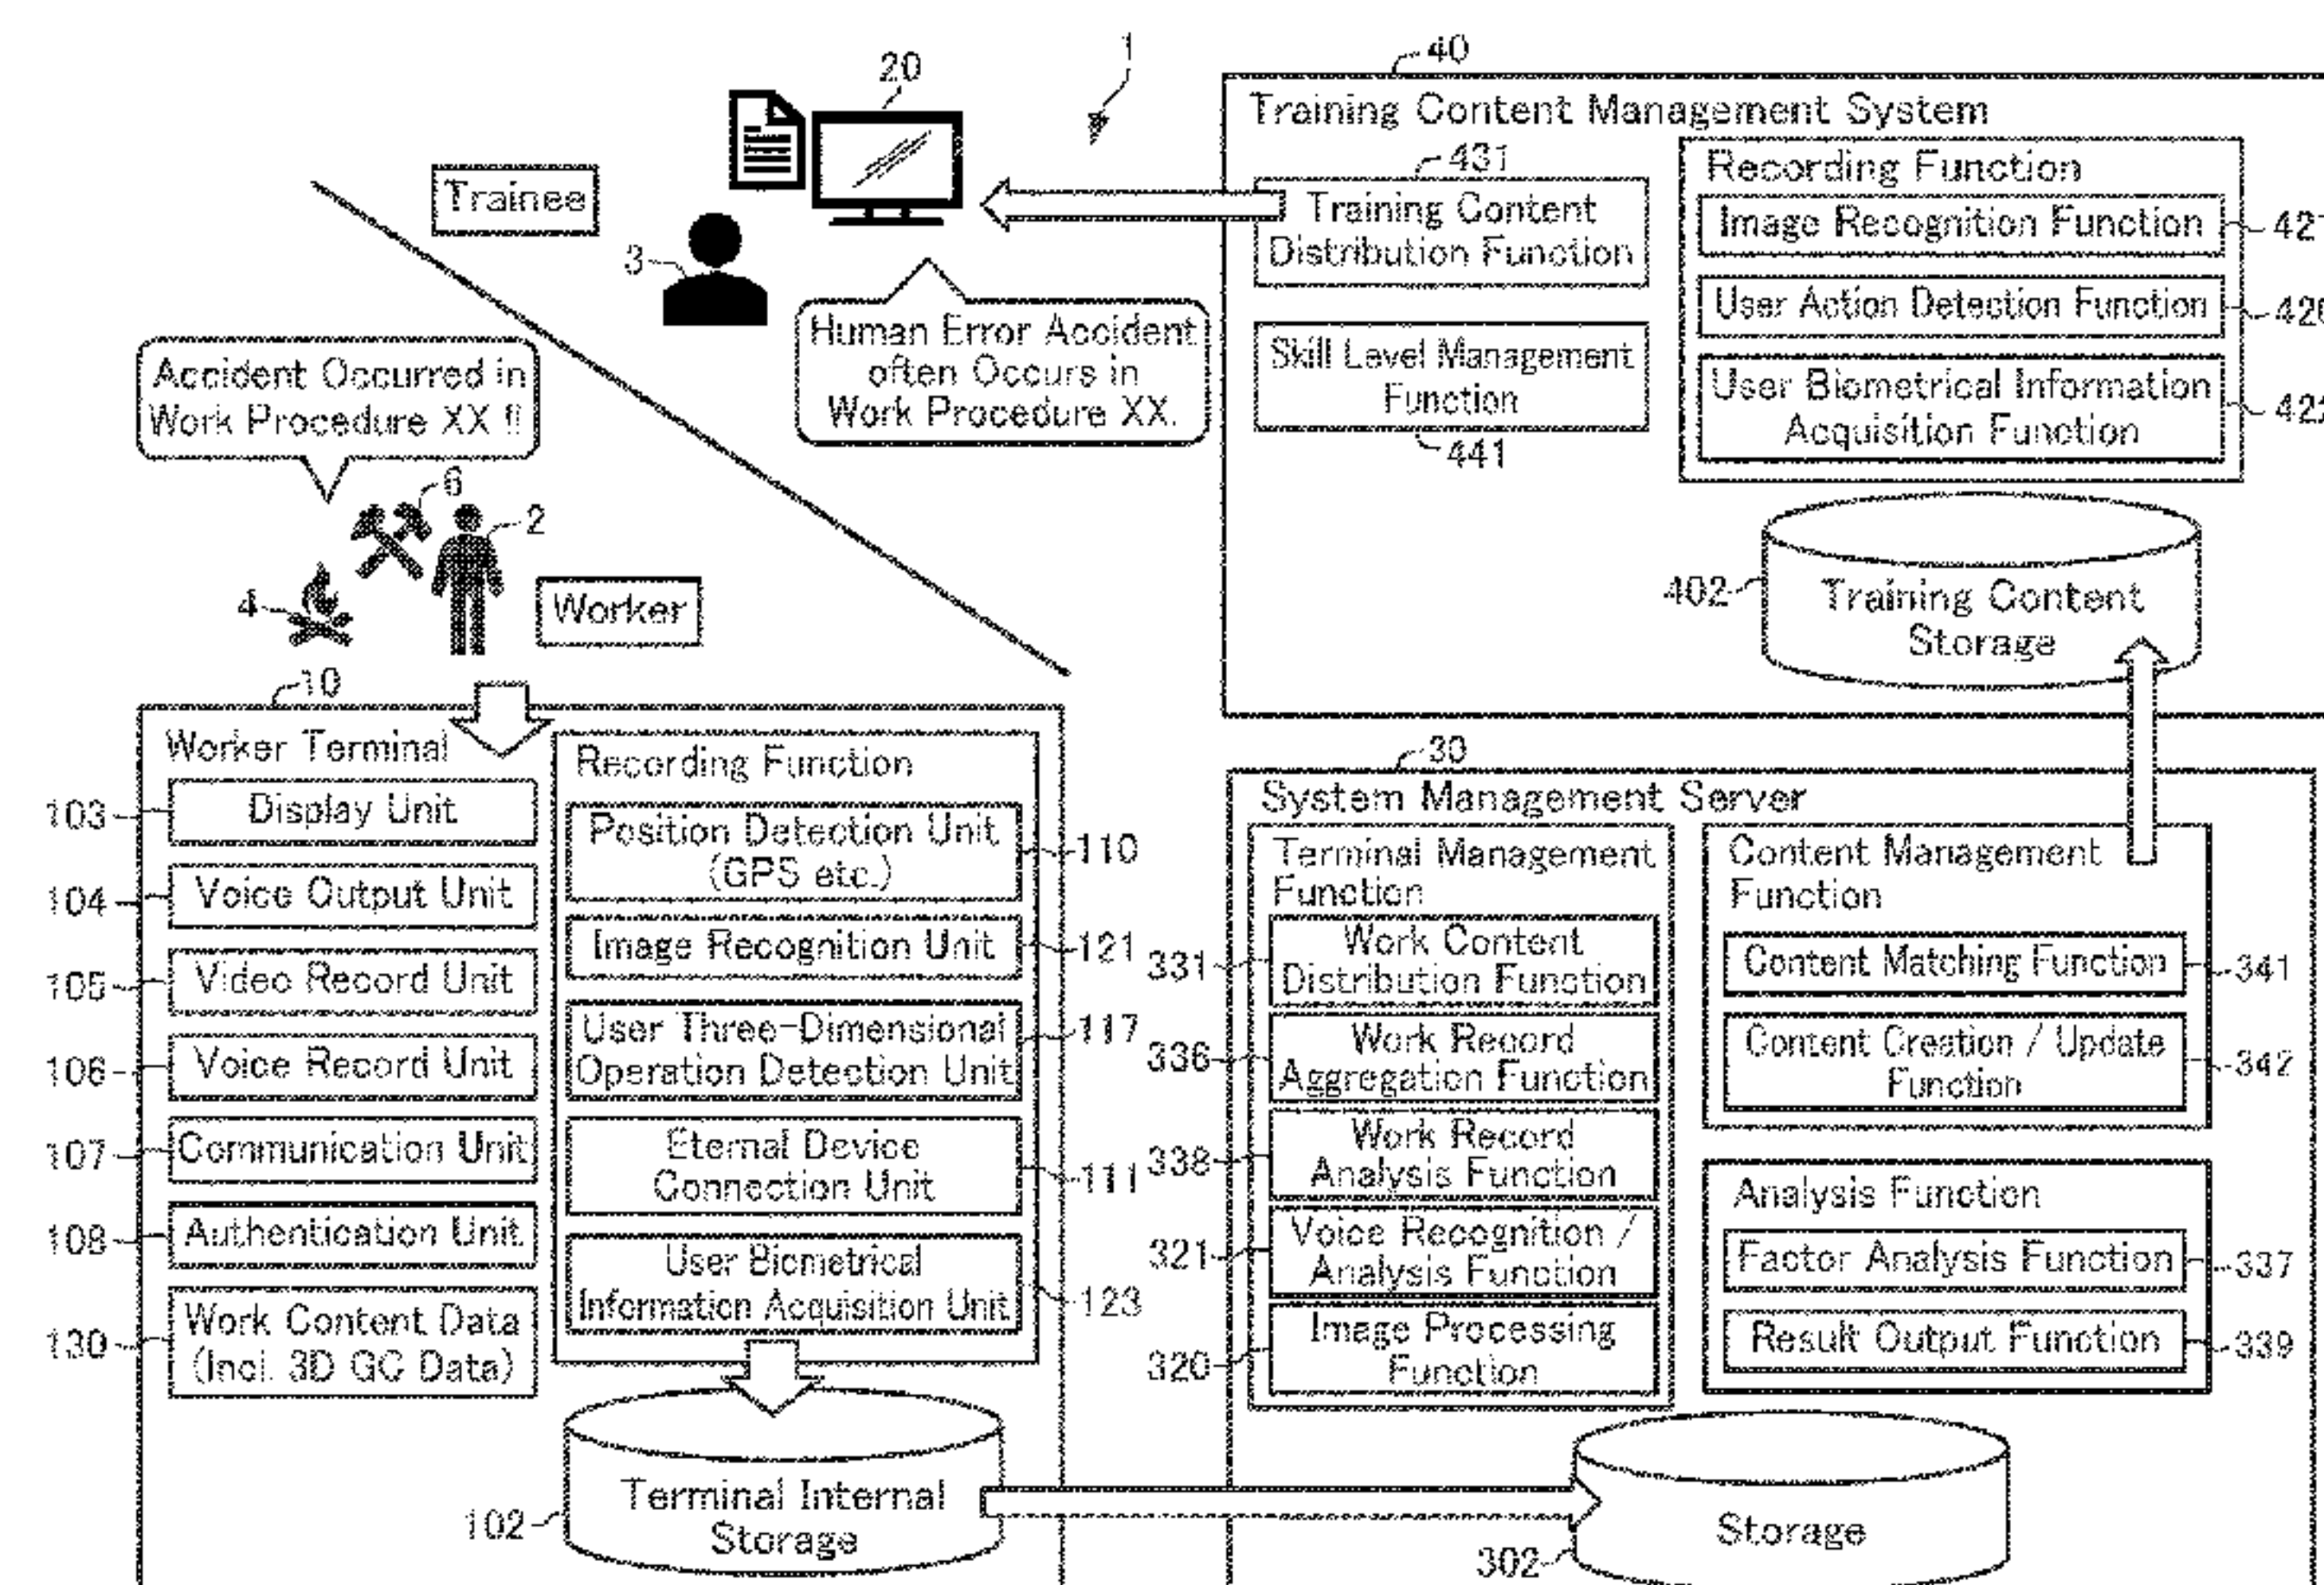 1
20
Trainee
3
Human Error Accident
often Occurs in
Work Procedure XX.
Accident Occurred in
Work Procedure XX !!
6
2
4
Worker
40
Training Content Management System
431
Training Content
Distribution Function
Skill Level Management
Function
441
Recording Function
Image Recognition Function
User Action Detection Function
User Biometrical Information
Acquisition Function
402
Training Content
Storage
10
Worker Terminal
103
Display Unit
104
Voice Output Unit
105
Video Record Unit
106
Voice Record Unit
107
Communication Unit
108
Authentication Unit
130
Work Content Data
(Incl. 3D GC Data)
Recording Function
Position Detection Unit
(GPS etc.)
110
Image Recognition Unit
121
User Three-Dimensional
Operation Detection Unit
117
Eternal Device
Connection Unit
111
User Biometrical
Information Acquisition Unit
123
102
Terminal Internal
Storage
30
System Management Server
Terminal Management
Function
331
Work Content
Distribution Function
336
Work Record
Aggregation Function
338
Work Record
Analysis Function
321
Voice Recognition /
Analysis Function
320
Image Processing
Function
Content Management
Function
Content Matching Function
341
Content Creation / Update
Function
342
Analysis Function
Factor Analysis Function
337
Result Output Function
339
302
Storage